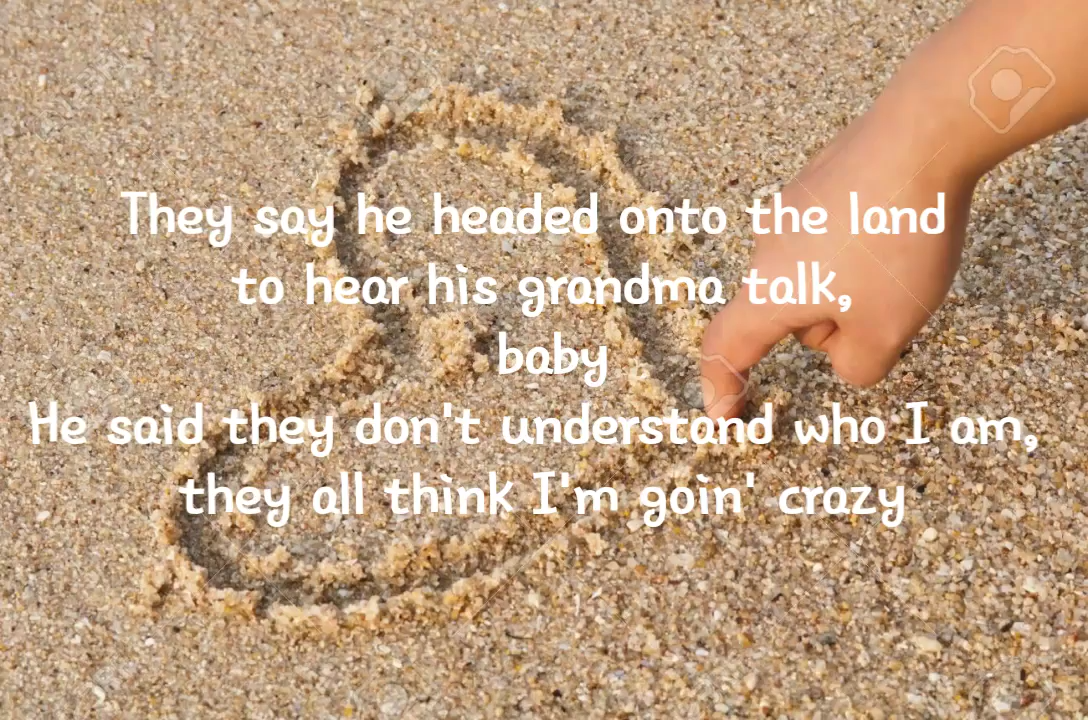 They say he headed onto the land
to hear his grandma talk,
baby
He said they don't understand who I am,
they all think I'm goin' crazy